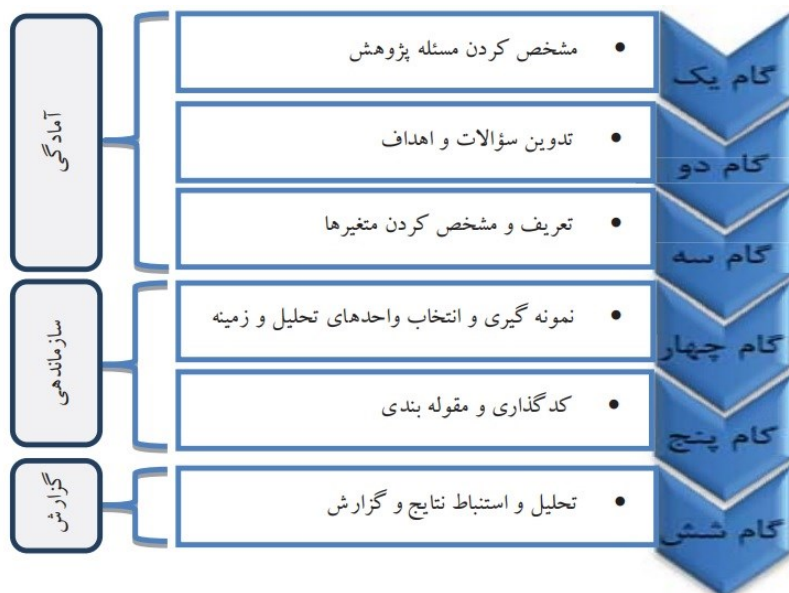 آمادگی
گام یک
• مشخص کردن مسئله پژوهش
گام دو
• تدوین سؤالات و اهداف
گام سه
• تعریف و مشخص کردن متغیرها
سازماندهی
گام چهار
• نمونه گیری و انتخاب واحدهای تحلیل و زمینه
گام پنج
• کدگذاری و مقوله بندی
گزارش
گام شش
• تحلیل و استنباط نتایج و گزارش